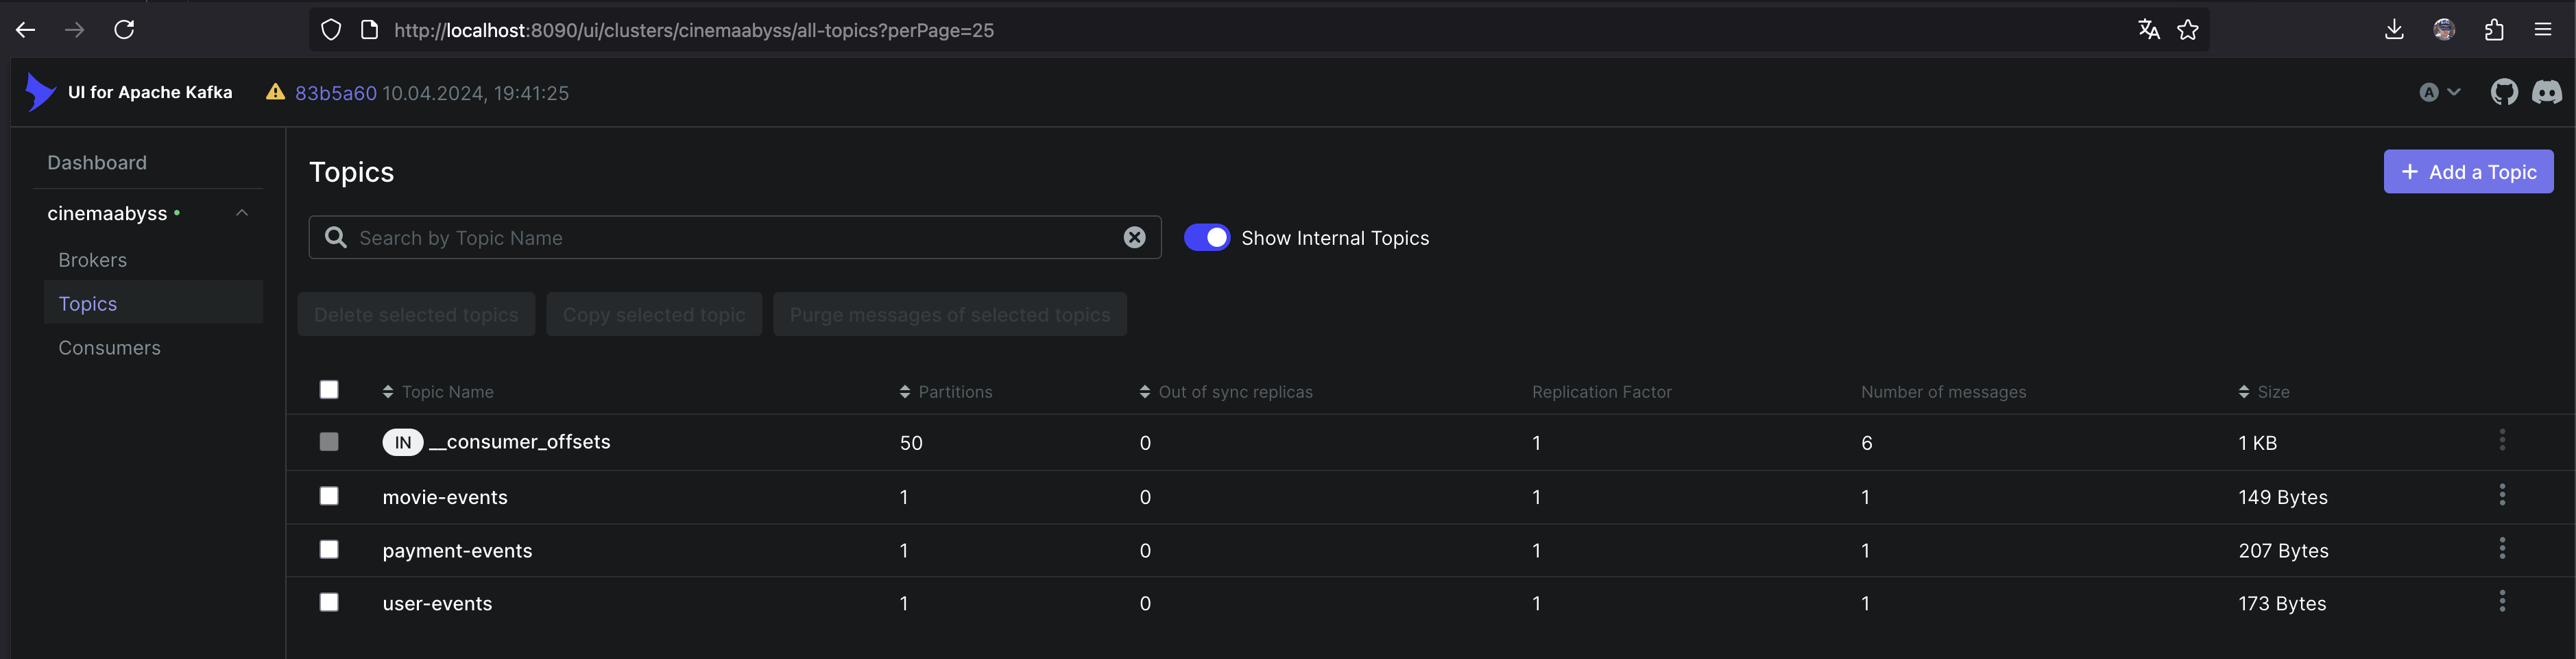 http://localhost:8090/ui/clusters/cinemaabyss/all-topics?perPage=25
UI for Apache Kafka 83b5a60 10.04.2024, 19:41:25 A
Dashboard
cinemaabyss
Brokers
Topics
Consumers
Topics
Add a Topic
Search by Topic Name Show Internal Topics
Delete selected topics Copy selected topic Purge messages of selected topics
Topic Name Partitions Out of sync replicas Replication Factor Number of messages Size
IN __consumer_offsets 50 0 1 6 1 KB
movie-events 1 0 1 1 149 Bytes
payment-events 1 0 1 1 207 Bytes
user-events 1 0 1 1 173 Bytes